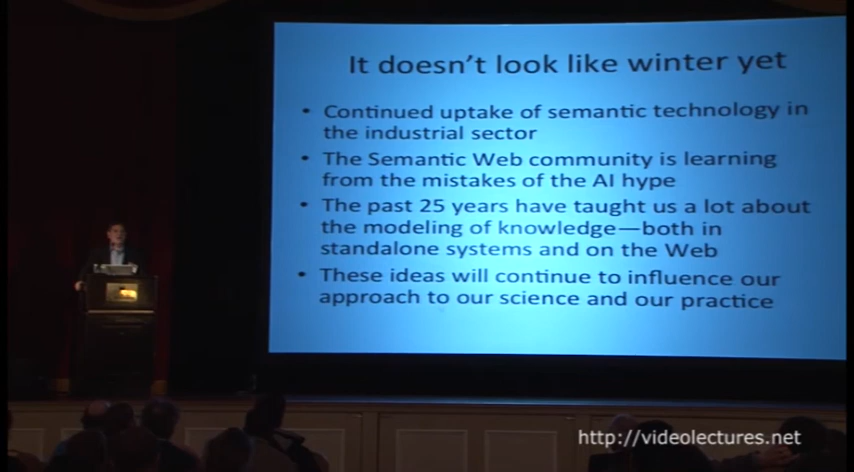 It doesn't look like winter yet
• Continued uptake of semantic technology in
the industrial sector
• The Semantic Web community is learning
from the mistakes of the AI hype
• The past 25 years have taught us a lot about
the modeling of knowledge—both in
standalone systems and on the Web
• These ideas will continue to influence our
approach to our science and our practice
http://videolectures.net